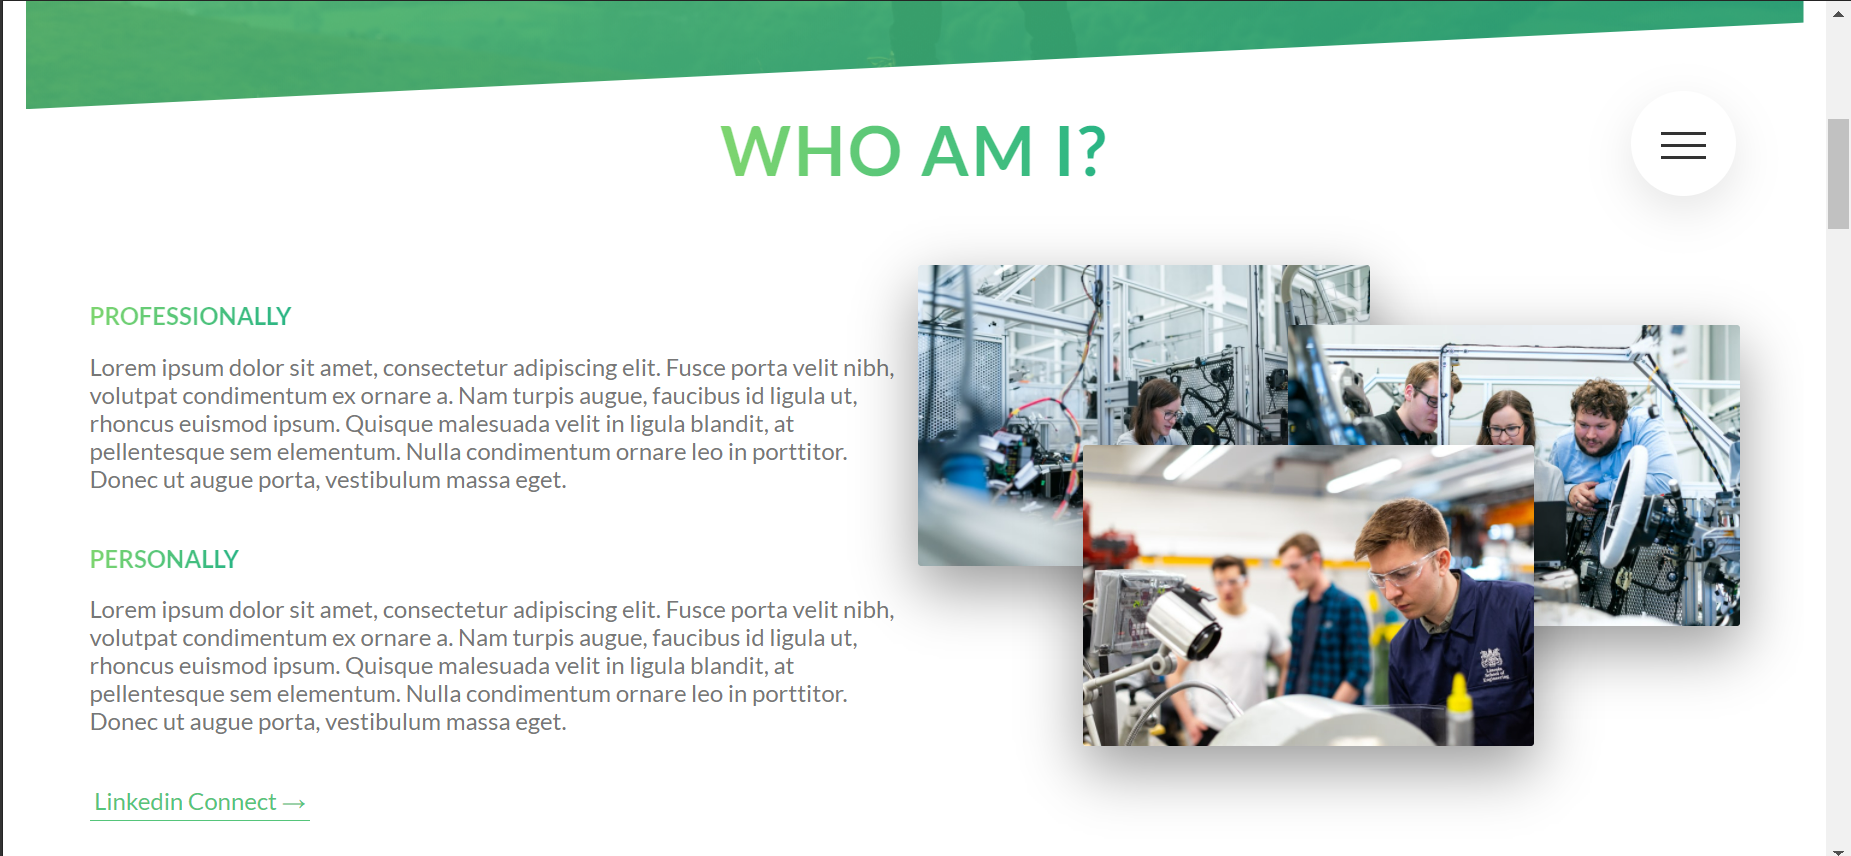 WHO AM I?
PROFESSIONALLY
Lorem ipsum dolor sit amet, consectetur adipiscing elit. Fusce porta velit nibh,
volutpat condimentum ex ornare a. Nam turpis augue, faucibus id ligula ut,
rhoncus euismod ipsum. Quisque malesuada velit in ligula blandit, at
pellentesque sem elementum. Nulla condimentum ornare leo in porttitor.
Donec ut augue porta, vestibulum massa eget.
PERSONALLY
Lorem ipsum dolor sit amet, consectetur adipiscing elit. Fusce porta velit nibh,
volutpat condimentum ex ornare a. Nam turpis augue, faucibus id ligula ut,
rhoncus euismod ipsum. Quisque malesuada velit in ligula blandit, at
pellentesque sem elementum. Nulla condimentum ornare leo in porttitor.
Donec ut augue porta, vestibulum massa eget.
Linkedin Connect →
Lincoln
School of
Engineering